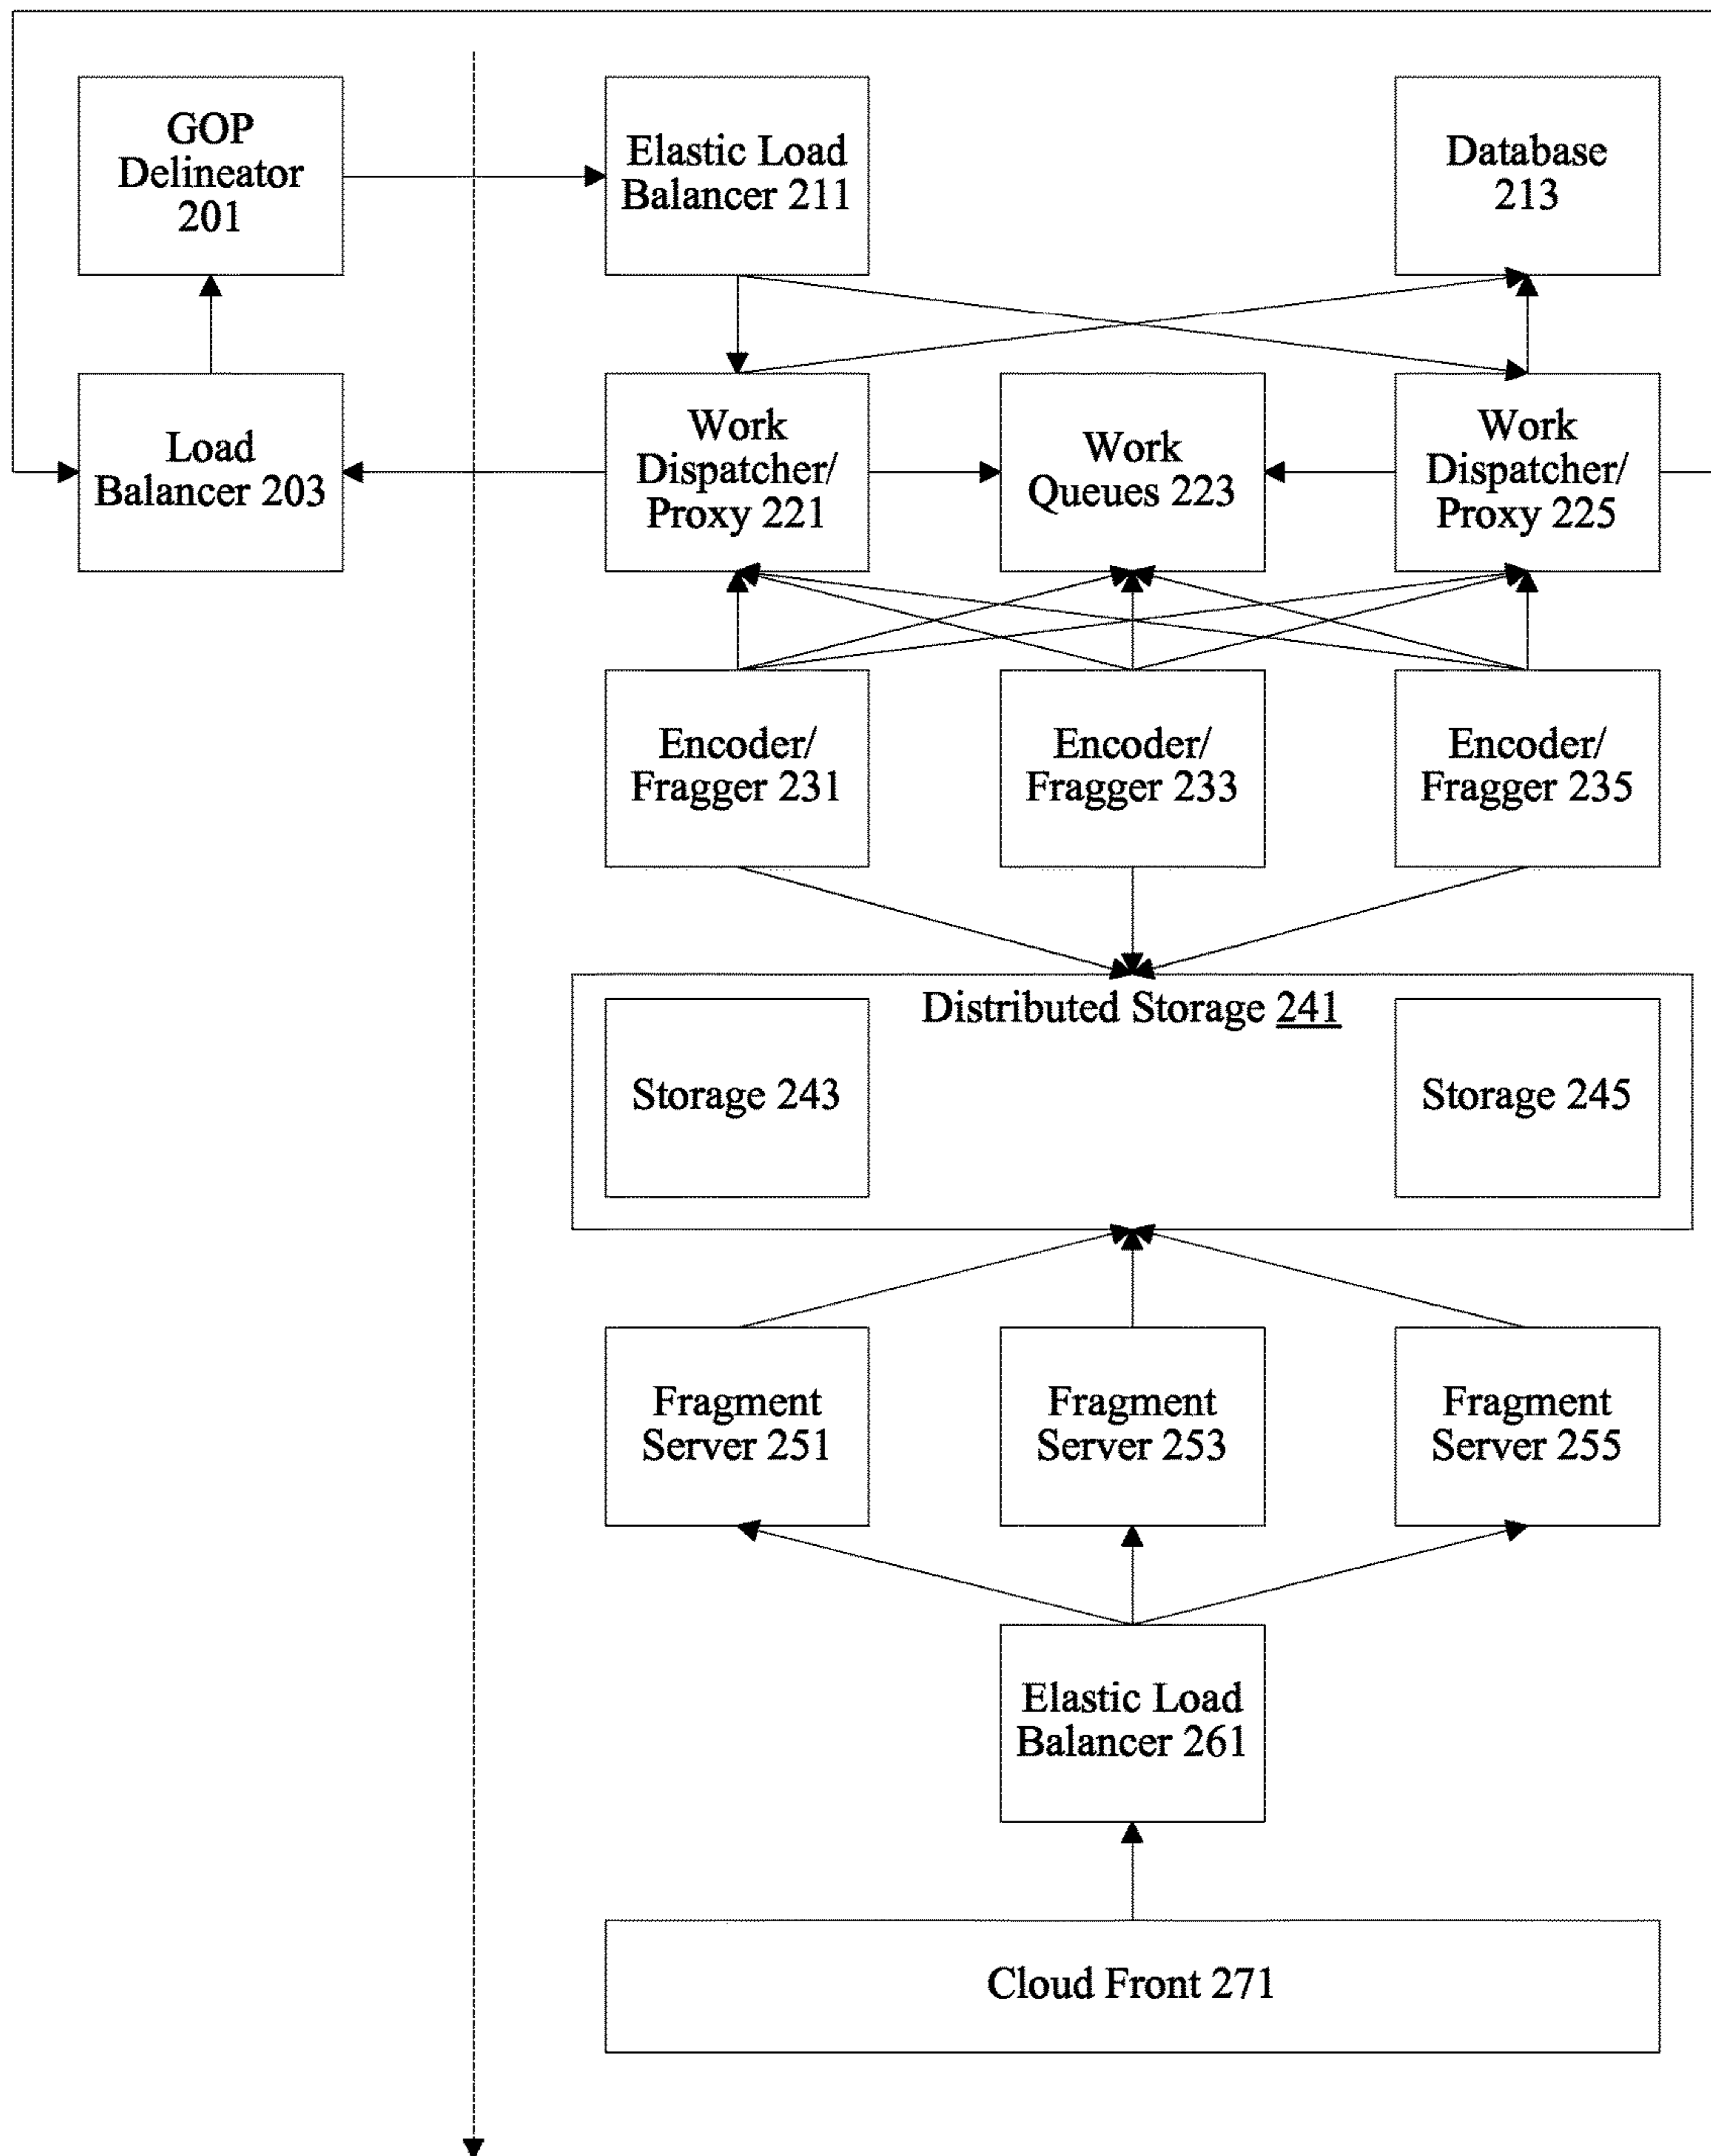 GOP
Delineator
201
Elastic Load
Balancer 211
Database
213
Load
Balancer 203
Work
Dispatcher/
Proxy 221
Work
Queues 223
Work
Dispatcher/
Proxy 225
Encoder/
Fragger 231
Encoder/
Fragger 233
Encoder/
Fragger 235
Distributed Storage 241
Storage 243
Storage 245
Fragment
Server 251
Fragment
Server 253
Fragment
Server 255
Elastic Load
Balancer 261
Cloud Front 271